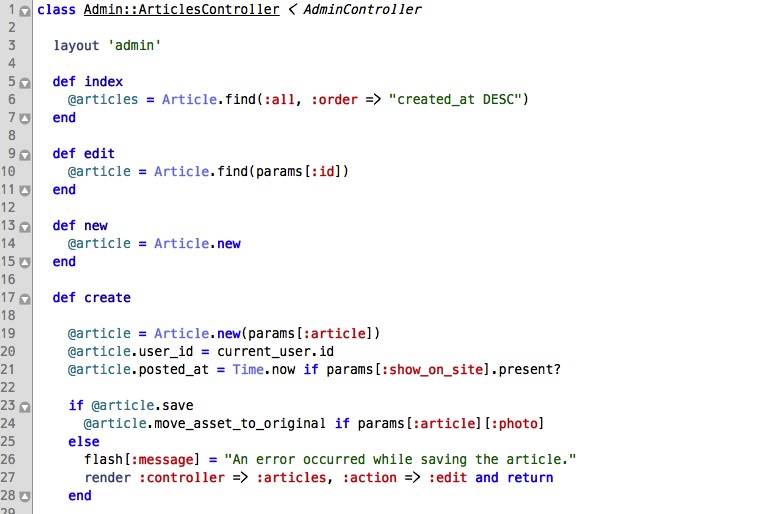 1 class Admin::ArticlesController < AdminController
2
3 layout 'admin'
4
5 def index
6 @articles = Article.find(:all, :order => "created_at DESC")
7 end
8
9 def edit
10 @article = Article.find(params[:id])
11 end
12
13 def new
14 @article = Article.new
15 end
16
17 def create
18
19 @article = Article.new(params[:article])
20 @article.user_id = current_user.id
21 @article.posted_at = Time.now if params[:show_on_site].present?
22
23 if @article.save
24 @article.move_asset_to_original if params[:article][:photo]
25 else
26 flash[:message] = "An error occurred while saving the article."
27 render :controller => :articles, :action => :edit and return
28 end
29